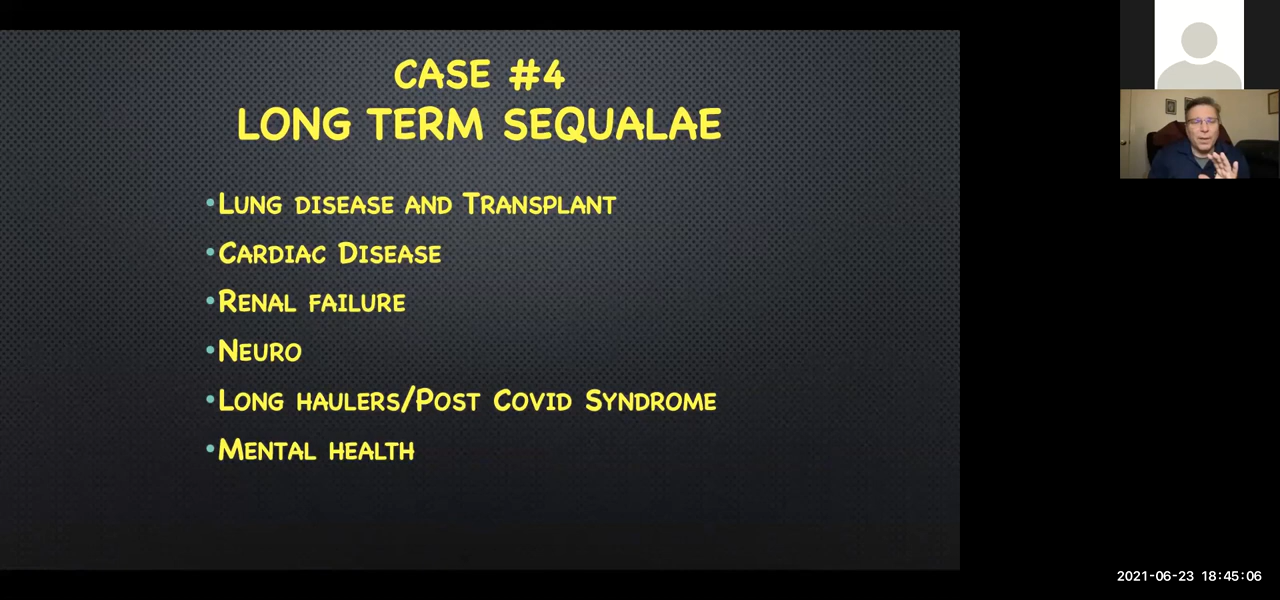 CASE #4
LONG TERM SEQUALAE
•Lung disease and Transplant
•Cardiac Disease
•Renal failure
•Neuro
•Long haulers/Post Covid Syndrome
•Mental health
2021-06-23 18:45:06